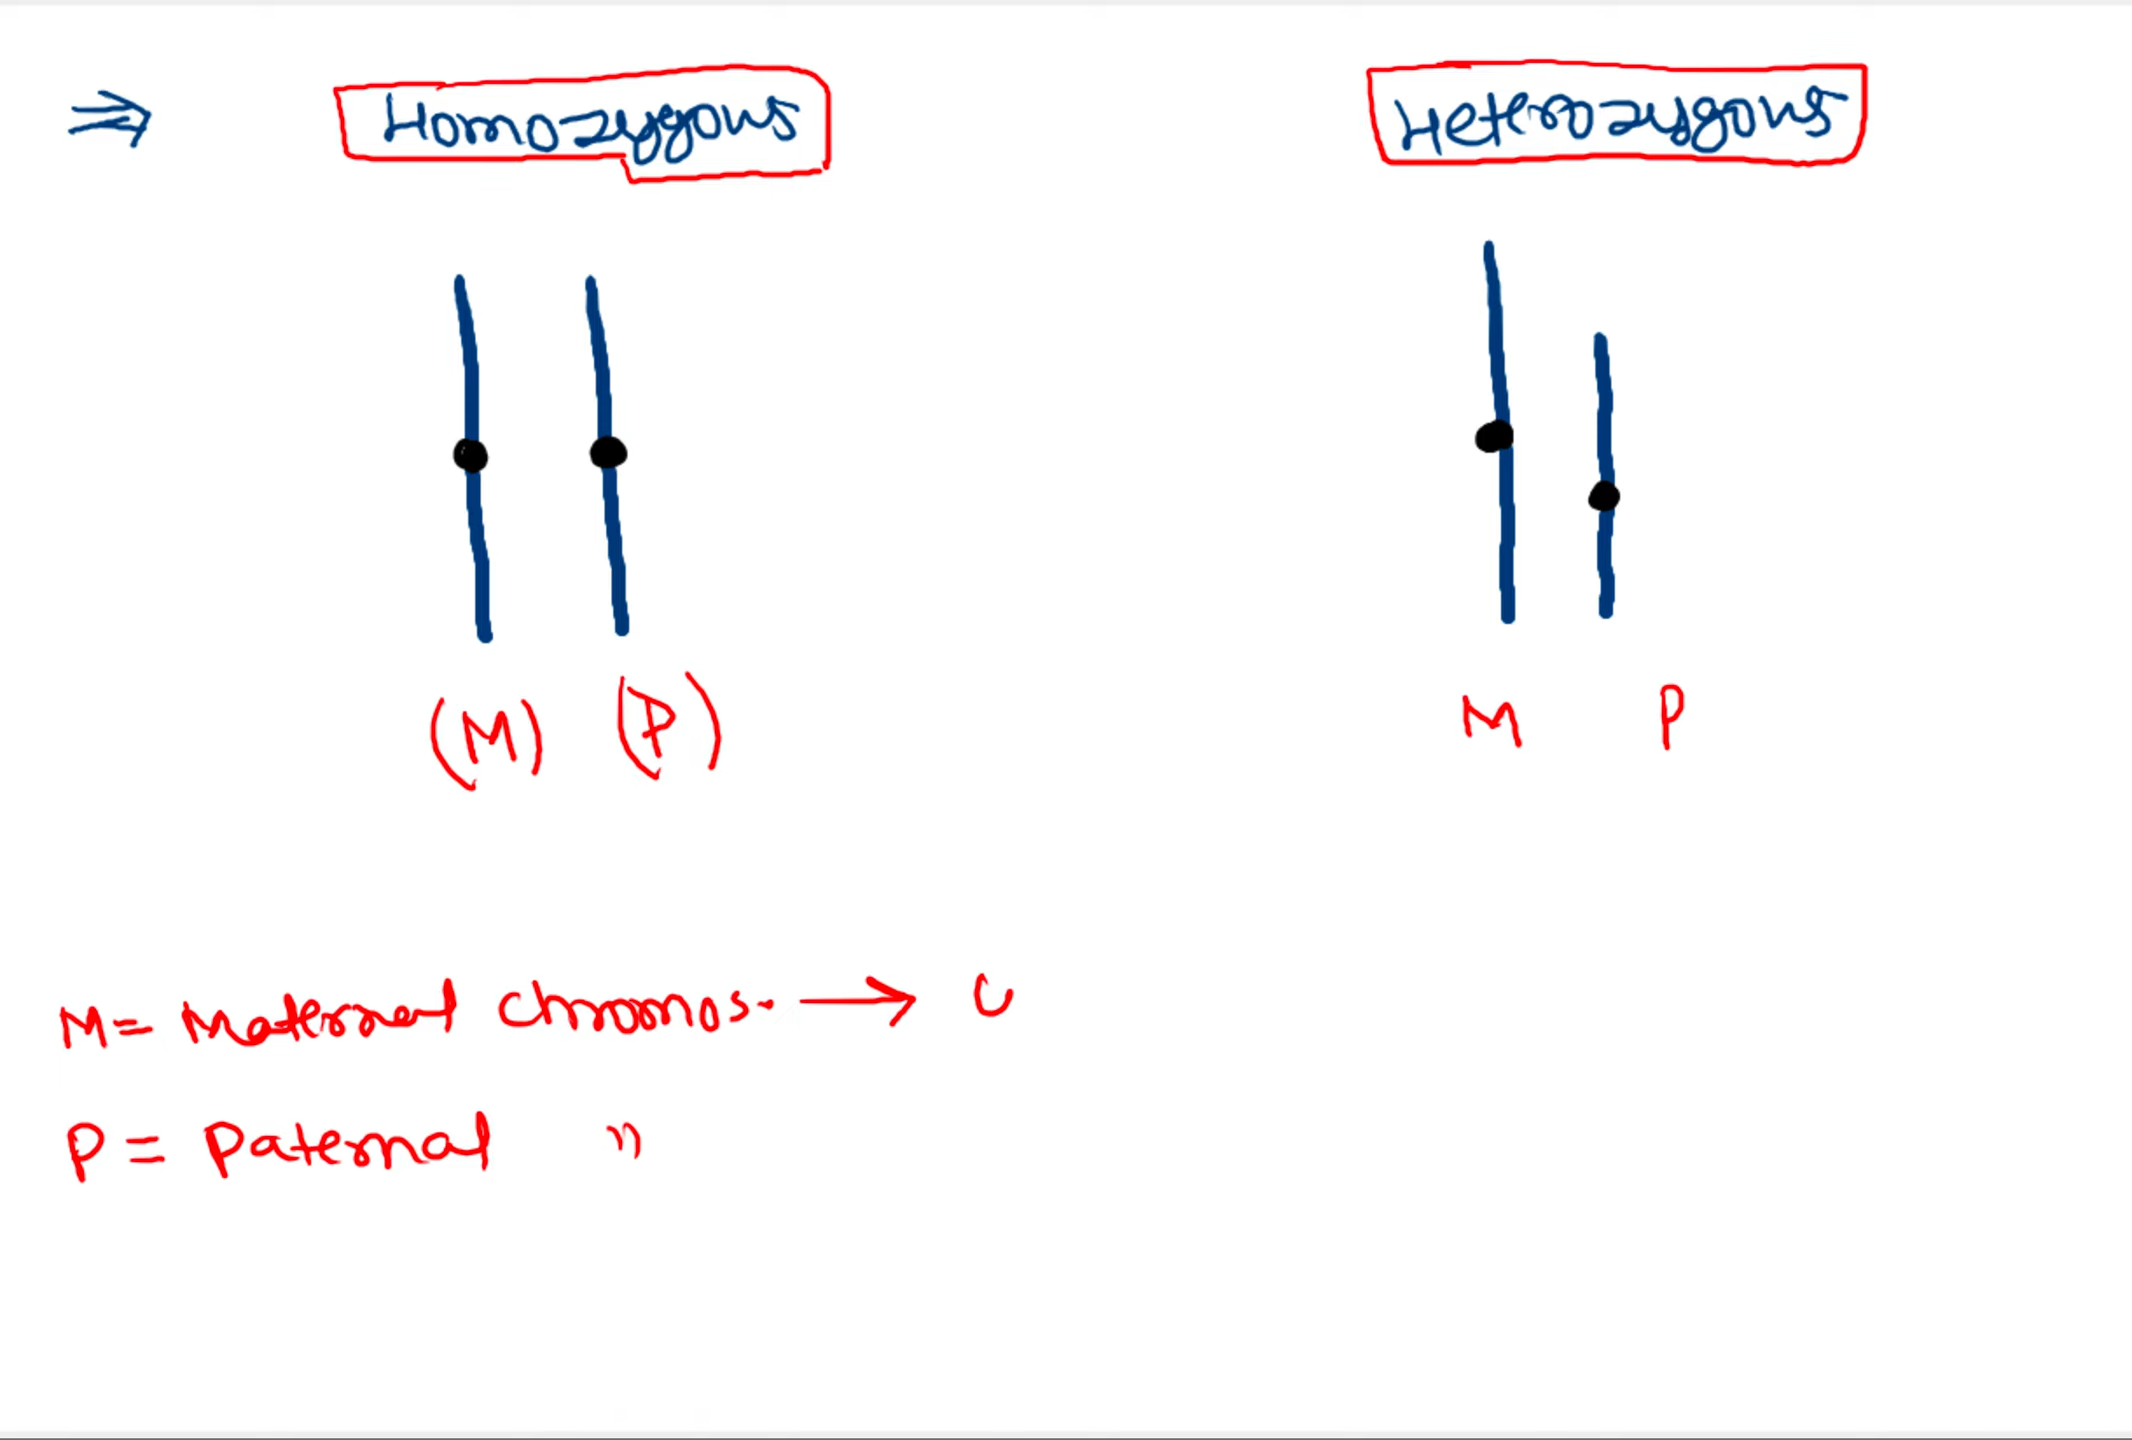 ⇒ Homozygous Heterozygous
(M) (P) M P
M = Maternal chromos. → U
P = Paternal "